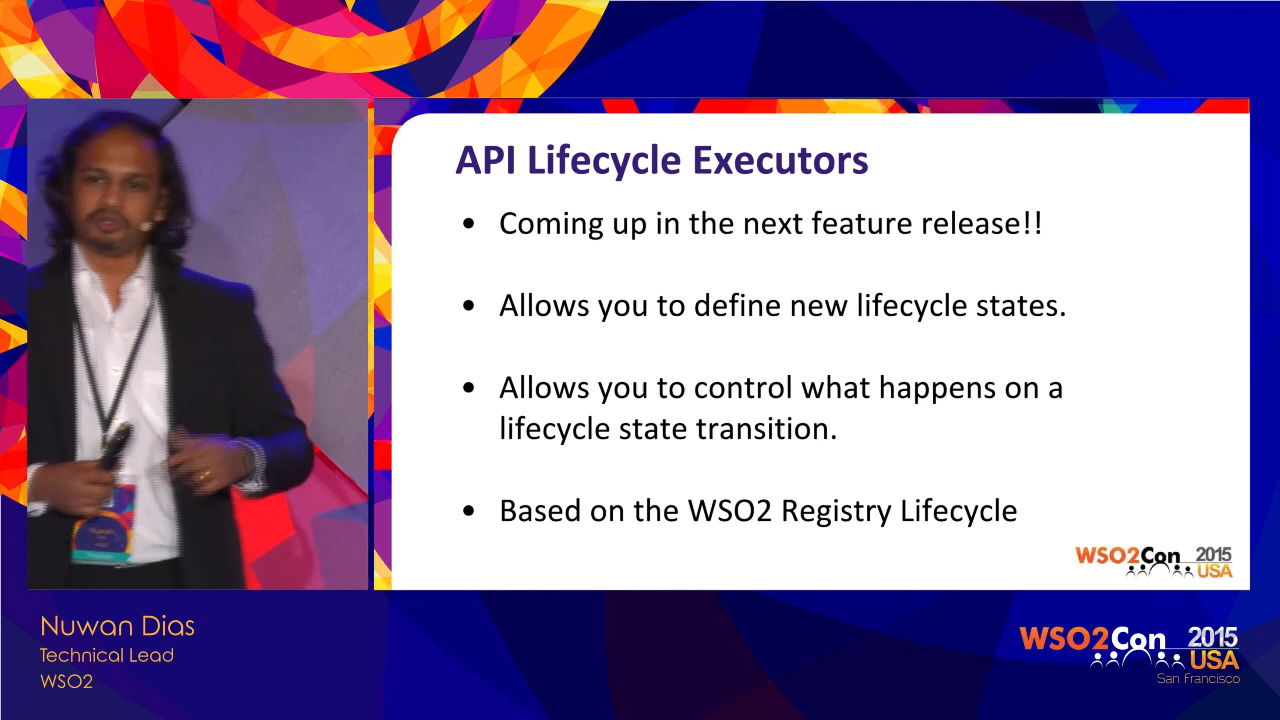 API Lifecycle Executors
• Coming up in the next feature release!!
• Allows you to define new lifecycle states.
• Allows you to control what happens on a
lifecycle state transition.
• Based on the WSO2 Registry Lifecycle
WSO2Con 2015
USA
Nuwan
Nuwan Dias
Technical Lead
WSO2
WSO2Con 2015
USA
San Francisco